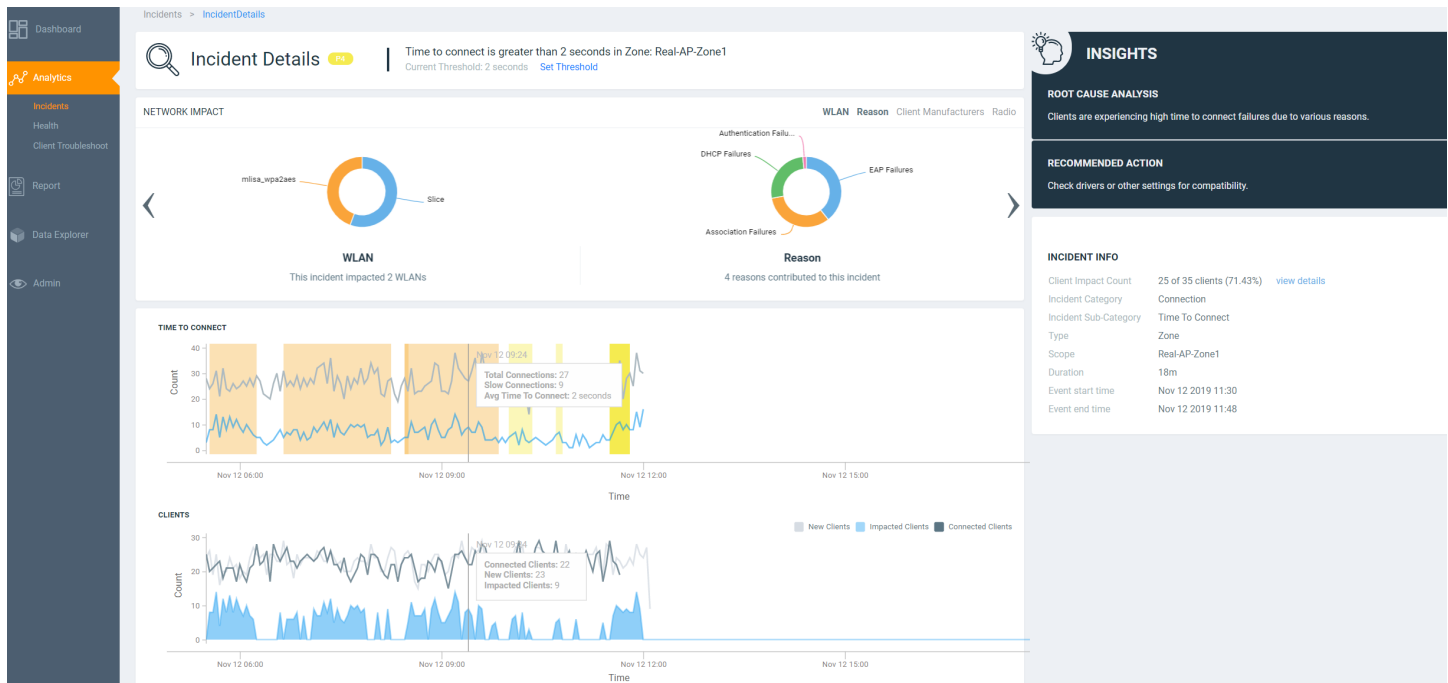 Incidents > IncidentDetails
Dashboard
Analytics
Incidents
Health
Client Troubleshoot
Report
Data Explorer
Admin
Incident Details P4
Time to connect is greater than 2 seconds in Zone: Real-AP-Zone1
Current Threshold: 2 seconds Set Threshold
NETWORK IMPACT
WLAN Reason Client Manufacturers Radio
mlisa_wpa2aes
Slice
WLAN
This incident impacted 2 WLANs
Authentication Failu...
DHCP Failures
EAP Failures
Association Failures
Reason
4 reasons contributed to this incident
TIME TO CONNECT
Count
40
30
20
10
0
Nov 12 09:24
Total Connections: 27
Slow Connections: 9
Avg Time To Connect: 2 seconds
Nov 12 06:00 Nov 12 09:00 Nov 12 12:00 Nov 12 15:00
Time
CLIENTS
New Clients Impacted Clients Connected Clients
Count
30
20
10
0
Nov 12 09:24
Connected Clients: 22
New Clients: 23
Impacted Clients: 9
Nov 12 06:00 Nov 12 09:00 Nov 12 12:00 Nov 12 15:00
Time
INSIGHTS
ROOT CAUSE ANALYSIS
Clients are experiencing high time to connect failures due to various reasons.
RECOMMENDED ACTION
Check drivers or other settings for compatibility.
INCIDENT INFO
Client Impact Count 25 of 35 clients (71.43%) view details
Incident Category Connection
Incident Sub-Category Time To Connect
Type Zone
Scope Real-AP-Zone1
Duration 18m
Event start time Nov 12 2019 11:30
Event end time Nov 12 2019 11:48